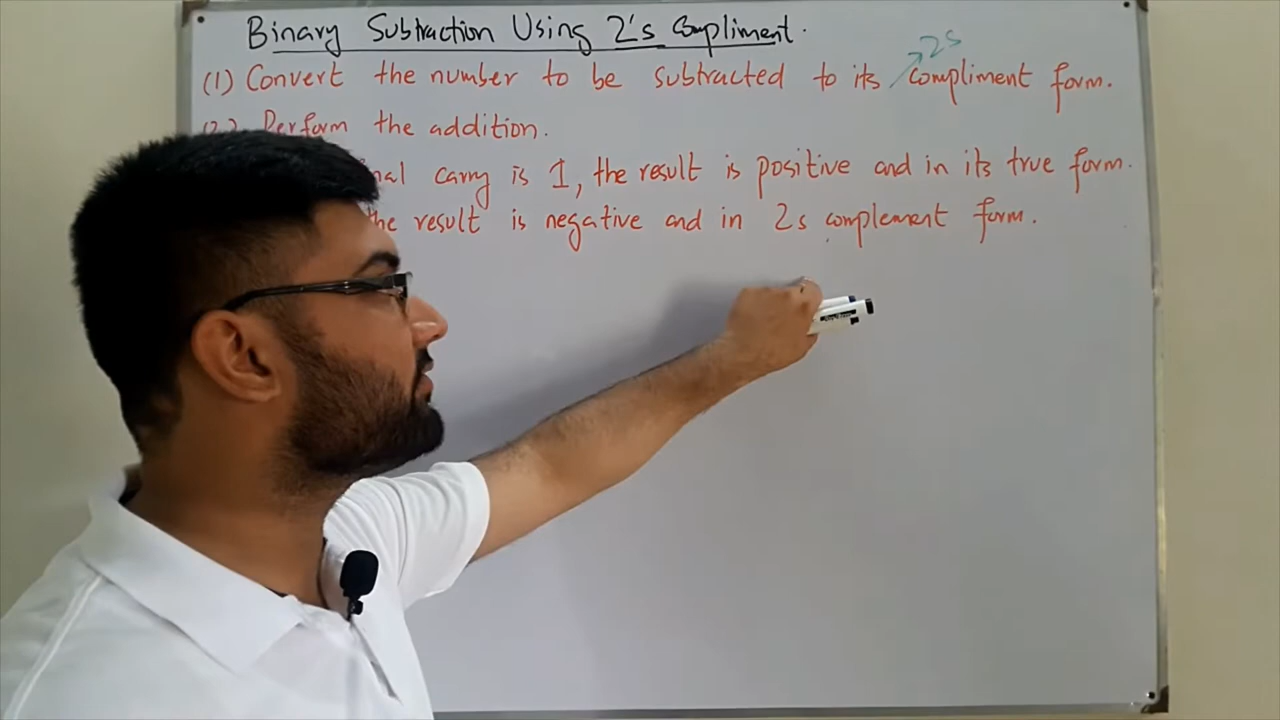 Binary Subtraction Using 2's Compliment.
2s
(1) Convert the number to be subtracted to its compliment form.
Perform the addition.
carry is 1, the result is positive and in its true form.
the result is negative and in 2s complement form.